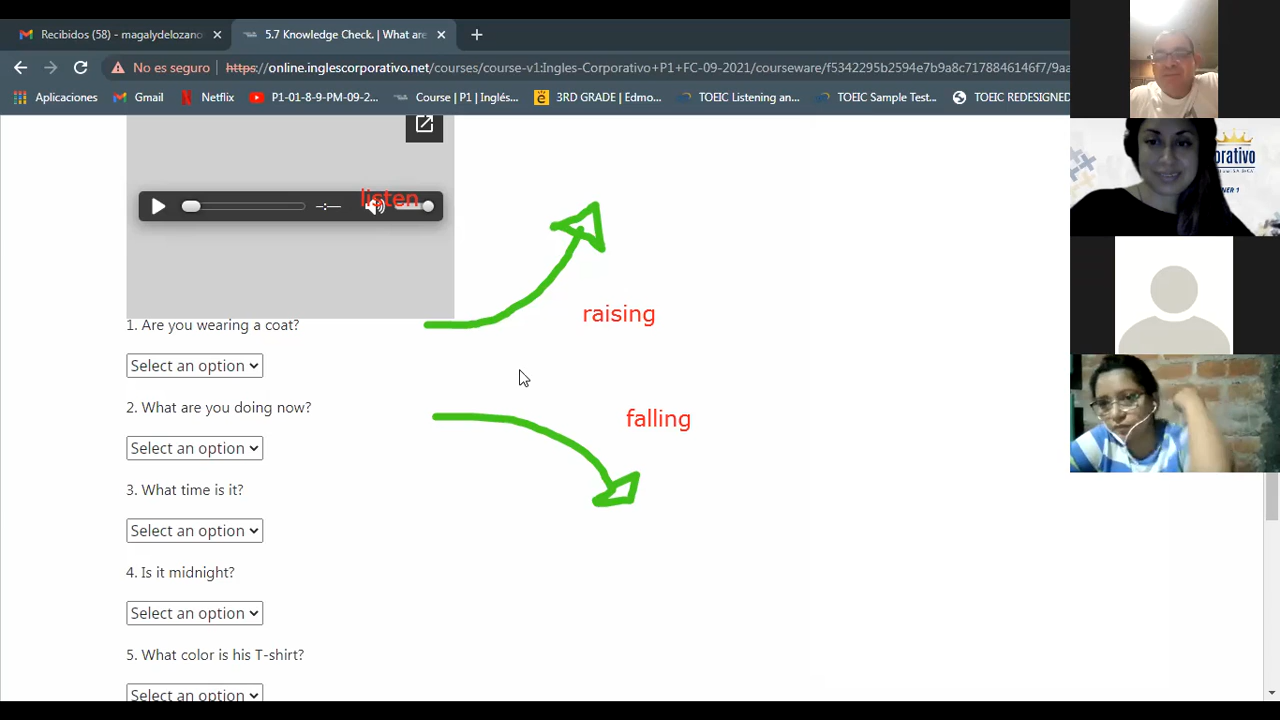 Recibidos (58) - magalydelozano
5.7 Knowledge Check. | What are
No es seguro
https://online.inglescorporativo.net/courses/course-v1:Ingles-Corporativo+P1+FC-09-2021/courseware/f5342295b2594e7b9a8c7178846146f7/9aa
Aplicaciones
Gmail
Netflix
P1-01-8-9-PM-09-2...
Course | P1 | Inglés...
3RD GRADE | Edmo...
TOEIC Listening an...
TOEIC Sample Test...
TOEIC REDESIGNED
listen
raising
1. Are you wearing a coat?
Select an option
2. What are you doing now?
falling
Select an option
3. What time is it?
Select an option
4. Is it midnight?
Select an option
5. What color is his T-shirt?
Select an option
orativo